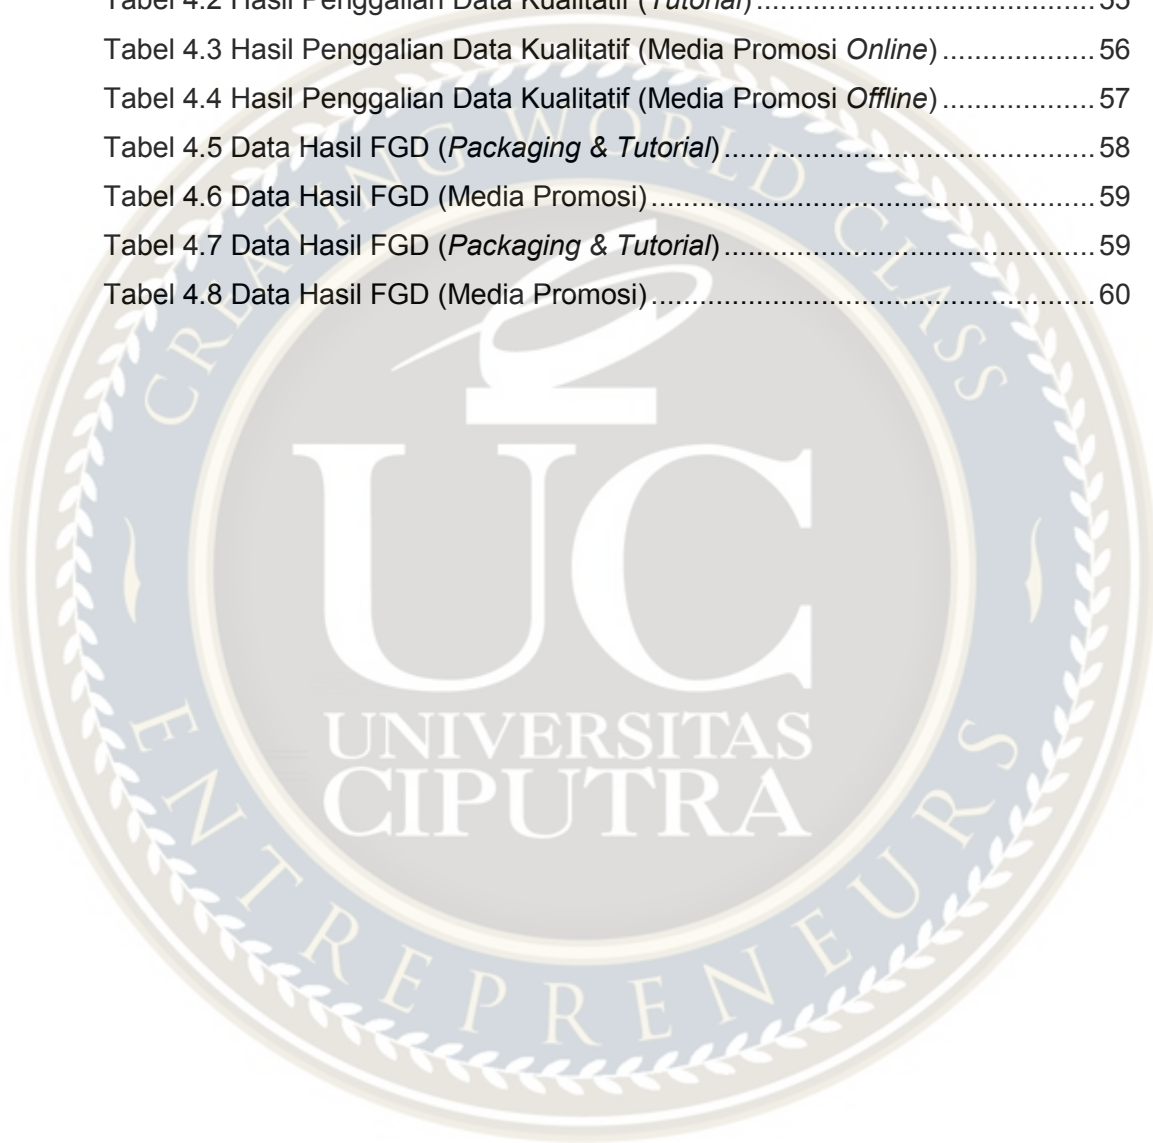 Tabel 4.2 Hasil Penggalian Data Kualitatif (Tutorial) 55
Tabel 4.3 Hasil Penggalian Data Kualitatif (Media Promosi Online) .................. 56
Tabel 4.4 Hasil Penggalian Data Kualitatif (Media Promosi Offline) .................. 57
Tabel 4.5 Data Hasil FGD (Packaging & Tutorial) .................. 58
Tabel 4.6 Data Hasil FGD (Media Promosi) .................. 59
Tabel 4.7 Data Hasil FGD (Packaging & Tutorial) .................. 59
Tabel 4.8 Data Hasil FGD (Media Promosi) .................. 60
CREATING WORLD CLASS
UC
UNIVERSITAS
CIPUTRA
ENTREPRENEURS